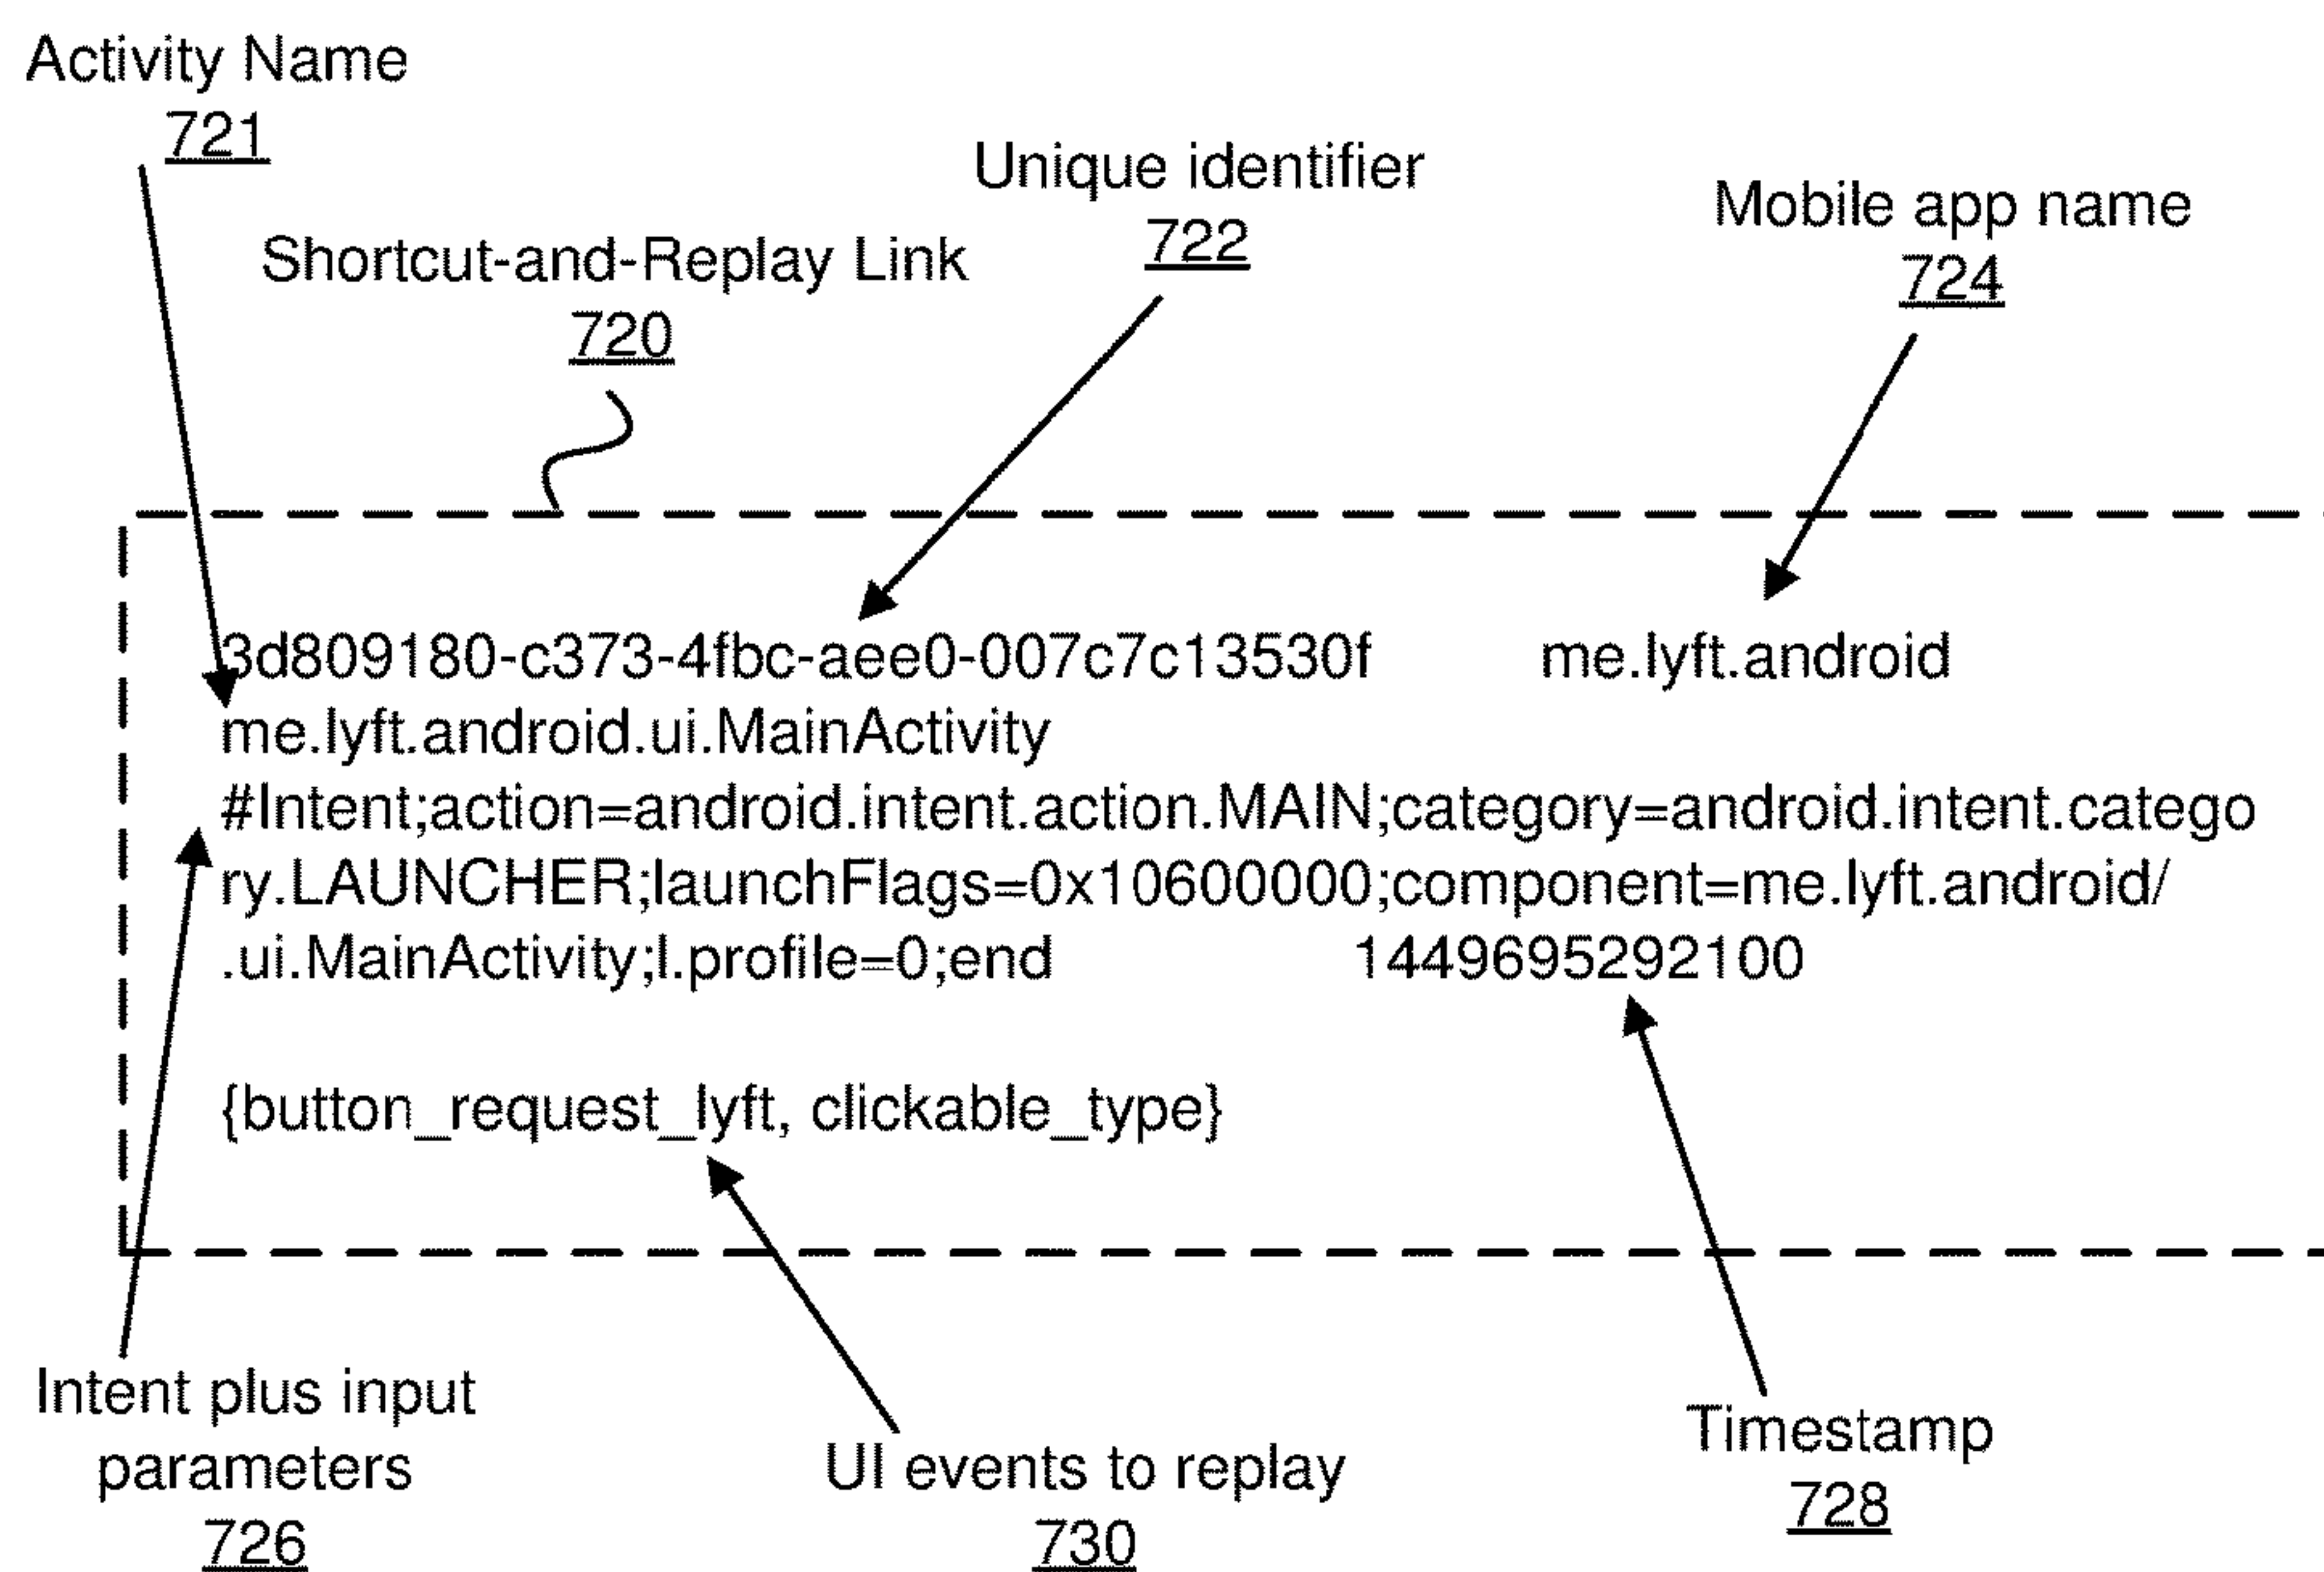 Activity Name
721
Unique identifier
722
Mobile app name
724
Shortcut-and-Replay Link
720
3d809180-c373-4fbc-aee0-007c7c13530f me.lyft.android
me.lyft.android.ui.MainActivity
#Intent;action=android.intent.action.MAIN;category=android.intent.catego
ry.LAUNCHER;launchFlags=0x10600000;component=me.lyft.android/
.ui.MainActivity;l.profile=0;end 1449695292100
{button_request_lyft, clickable_type}
Intent plus input
parameters
726
UI events to replay
730
Timestamp
728